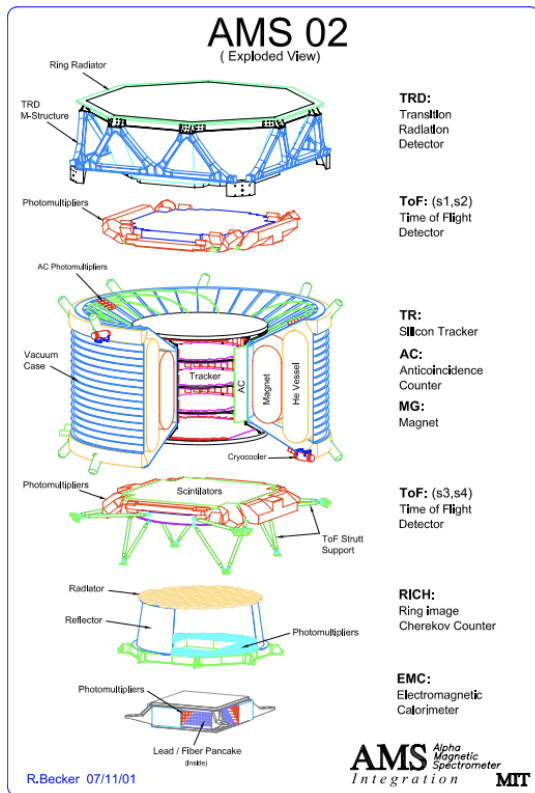 AMS 02
( Exploded View)
Ring Radiator
TRD
M-Structure
TRD:
Transition
Radiation
Detector
Photomultipliers
ToF: (s1,s2)
Time of Flight
Detector
AC Photomultipliers
Vacuum
Case
Tracker
AC
Magnet
He Vessel
Cryocooler
TR:
Silicon Tracker
AC:
Anticoincidence
Counter
MG:
Magnet
Photomultipliers
Scintilators
ToF Strutt
Support
ToF: (s3,s4)
Time of Flight
Detector
Radiator
Reflector
Photomultipliers
RICH:
Ring image
Cherekov Counter
Photomultipliers
Lead / Fiber Pancake
(Inside)
EMC:
Electromagnetic
Calorimeter
R.Becker 07/11/01
AMS Alpha
Magnetic
Spectrometer
Integration MIT